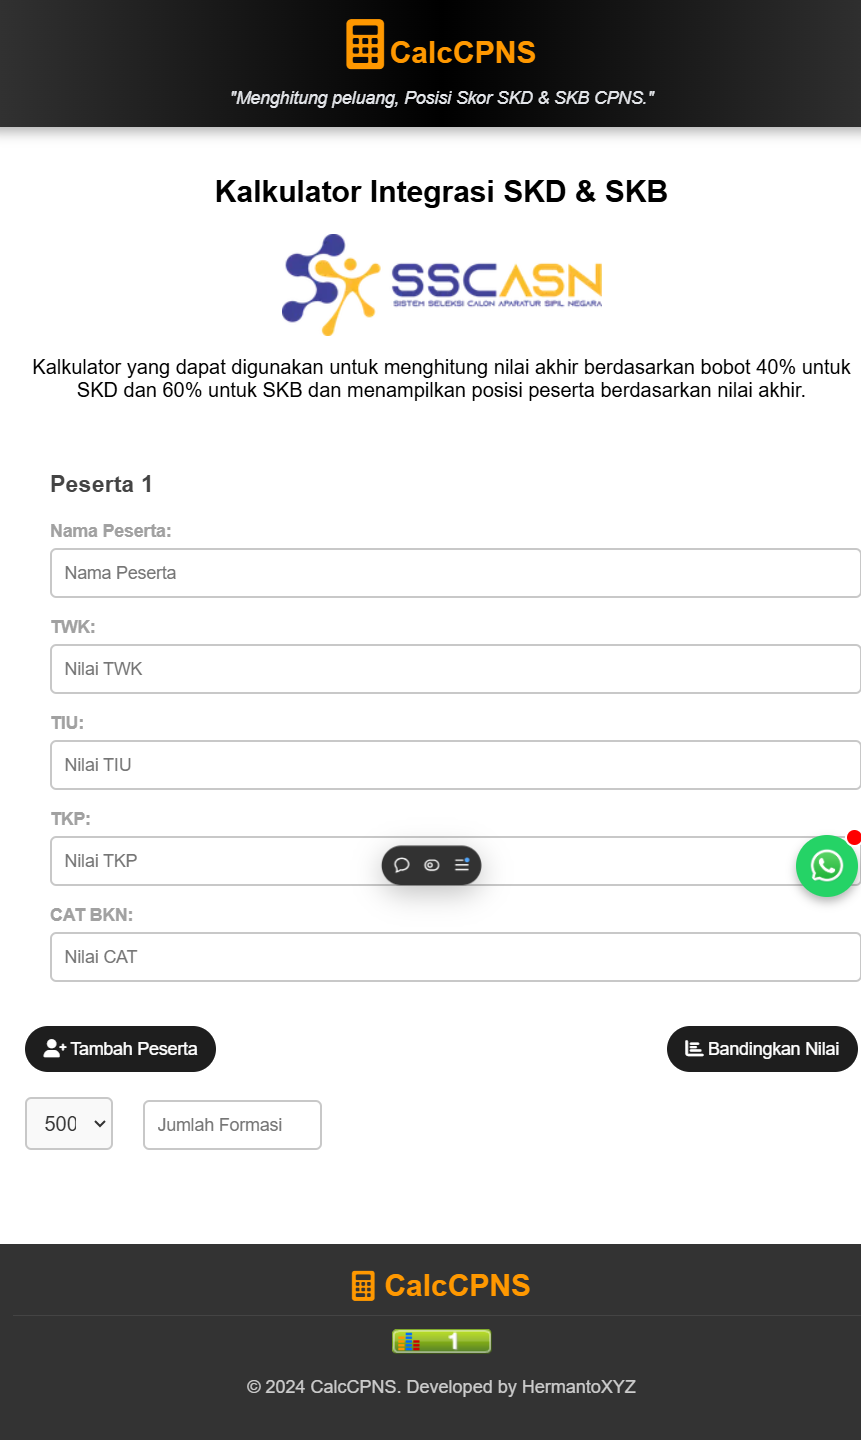 CalcCPNS
"Menghitung peluang, Posisi Skor SKD & SKB CPNS."
Kalkulator Integrasi SKD & SKB
SSCASN
SISTEM SELEKSI CALON APARATUR SIPIL NEGARA
Kalkulator yang dapat digunakan untuk menghitung nilai akhir berdasarkan bobot 40% untuk
SKD dan 60% untuk SKB dan menampilkan posisi peserta berdasarkan nilai akhir.
Peserta 1
Nama Peserta:
Nama Peserta
TWK:
Nilai TWK
TIU:
Nilai TIU
TKP:
Nilai TKP
CAT BKN:
Nilai CAT
Tambah Peserta
Bandingkan Nilai
500
Jumlah Formasi
CalcCPNS
1
© 2024 CalcCPNS. Developed by HermantoXYZ